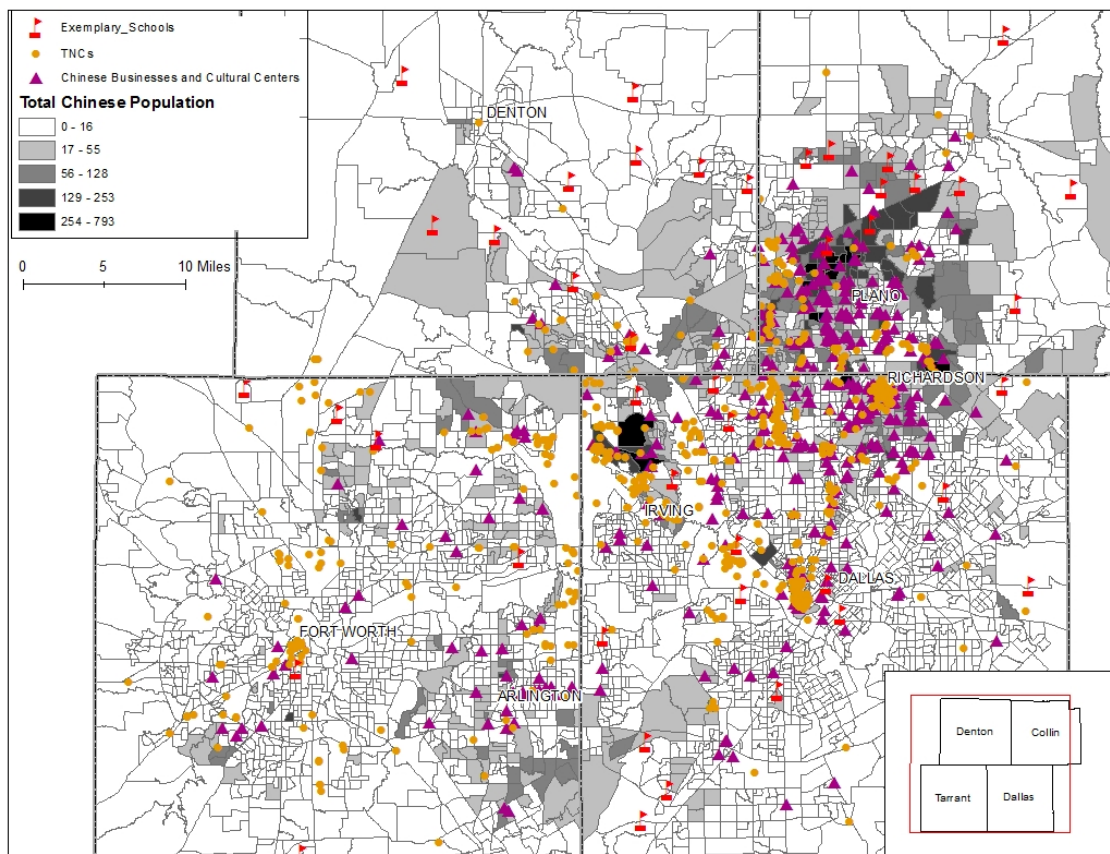 Exemplary_Schools
TNCs
Chinese Businesses and Cultural Centers
Total Chinese Population
0 - 16
17 - 55
56 - 128
129 - 253
254 - 793
0 5 10 Miles
DENTON
PLANO
RICHARDSON
IRVING
DALLAS
FORT WORTH
ARLINGTON
Denton Collin
Tarrant Dallas